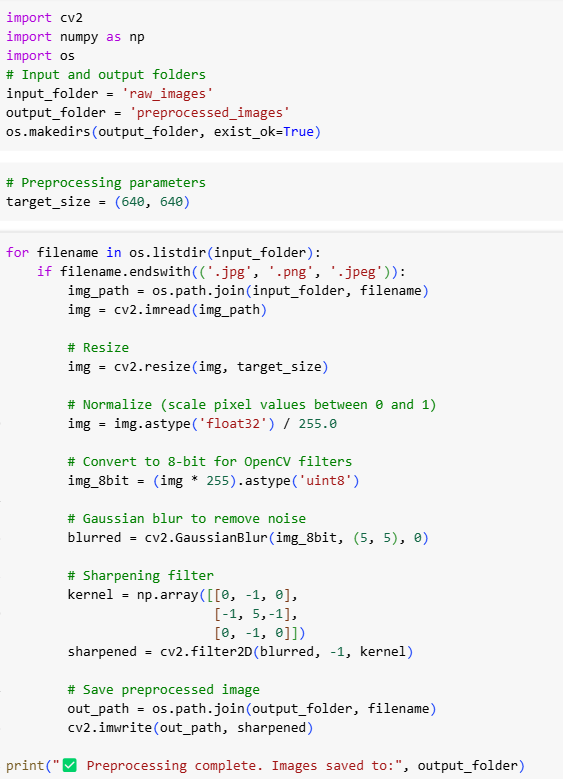 import cv2
import numpy as np
import os
# Input and output folders
input_folder = 'raw_images'
output_folder = 'preprocessed_images'
os.makedirs(output_folder, exist_ok=True)
# Preprocessing parameters
target_size = (640, 640)
for filename in os.listdir(input_folder):
    if filename.endswith(('.jpg', '.png', '.jpeg')):
        img_path = os.path.join(input_folder, filename)
        img = cv2.imread(img_path)
        # Resize
        img = cv2.resize(img, target_size)
        # Normalize (scale pixel values between 0 and 1)
        img = img.astype('float32') / 255.0
        # Convert to 8-bit for OpenCV filters
        img_8bit = (img * 255).astype('uint8')
        # Gaussian blur to remove noise
        blurred = cv2.GaussianBlur(img_8bit, (5, 5), 0)
        # Sharpening filter
        kernel = np.array([[0, -1, 0],
                           [-1, 5,-1],
                           [0, -1, 0]])
        sharpened = cv2.filter2D(blurred, -1, kernel)
        # Save preprocessed image
        out_path = os.path.join(output_folder, filename)
        cv2.imwrite(out_path, sharpened)
print("✅ Preprocessing complete. Images saved to:", output_folder)